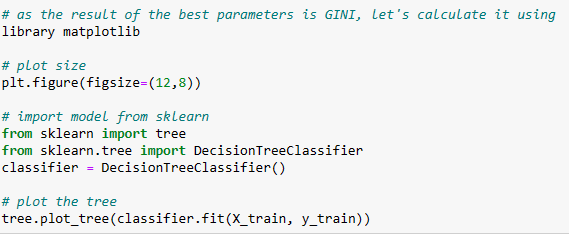 # as the result of the best parameters is GINI, let's calculate it using
library matplotlib
# plot size
plt.figure(figsize=(12,8))
# import model from sklearn
from sklearn import tree
from sklearn.tree import DecisionTreeClassifier
classifier = DecisionTreeClassifier()
# plot the tree
tree.plot_tree(classifier.fit(X_train, y_train))